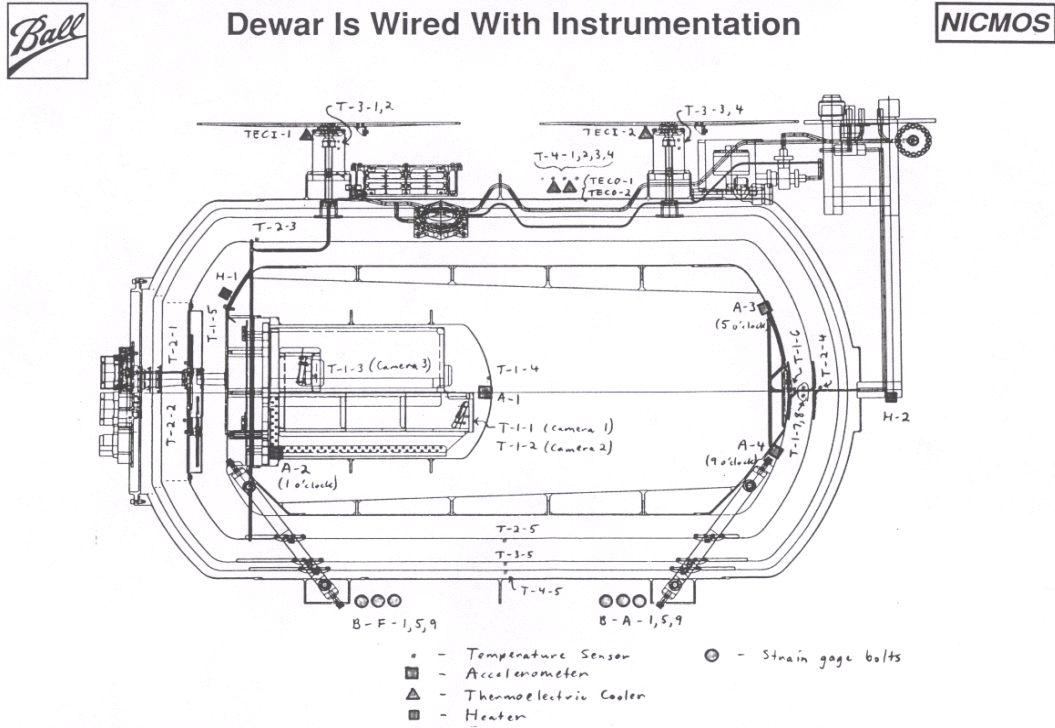 Ball
Dewar Is Wired With Instrumentation
NICMOS
T-3-1,2
T-3-3,4
TECI-1
TECI-2
T-4-1,2,3,4
TECO-1
TECO-2
T-2-3
H-1
T-1-5
T-2-1
T-2-2
A-3
(5 o'clock)
T-1-6
T-2-4
T-1-3 (Camera 3)
T-1-4
A-1
H-2
T-1-1 (Camera 1)
T-1-2 (Camera 2)
T-1-7,8
A-4
(9 o'clock)
A-2
(1 o'clock)
T-2-5
T-3-5
T-4-5
B-F-1,5,9
B-A-1,5,9
- Temperature Sensor
- Strain gage bolts
- Accelerometer
- Thermoelectric Cooler
- Heater